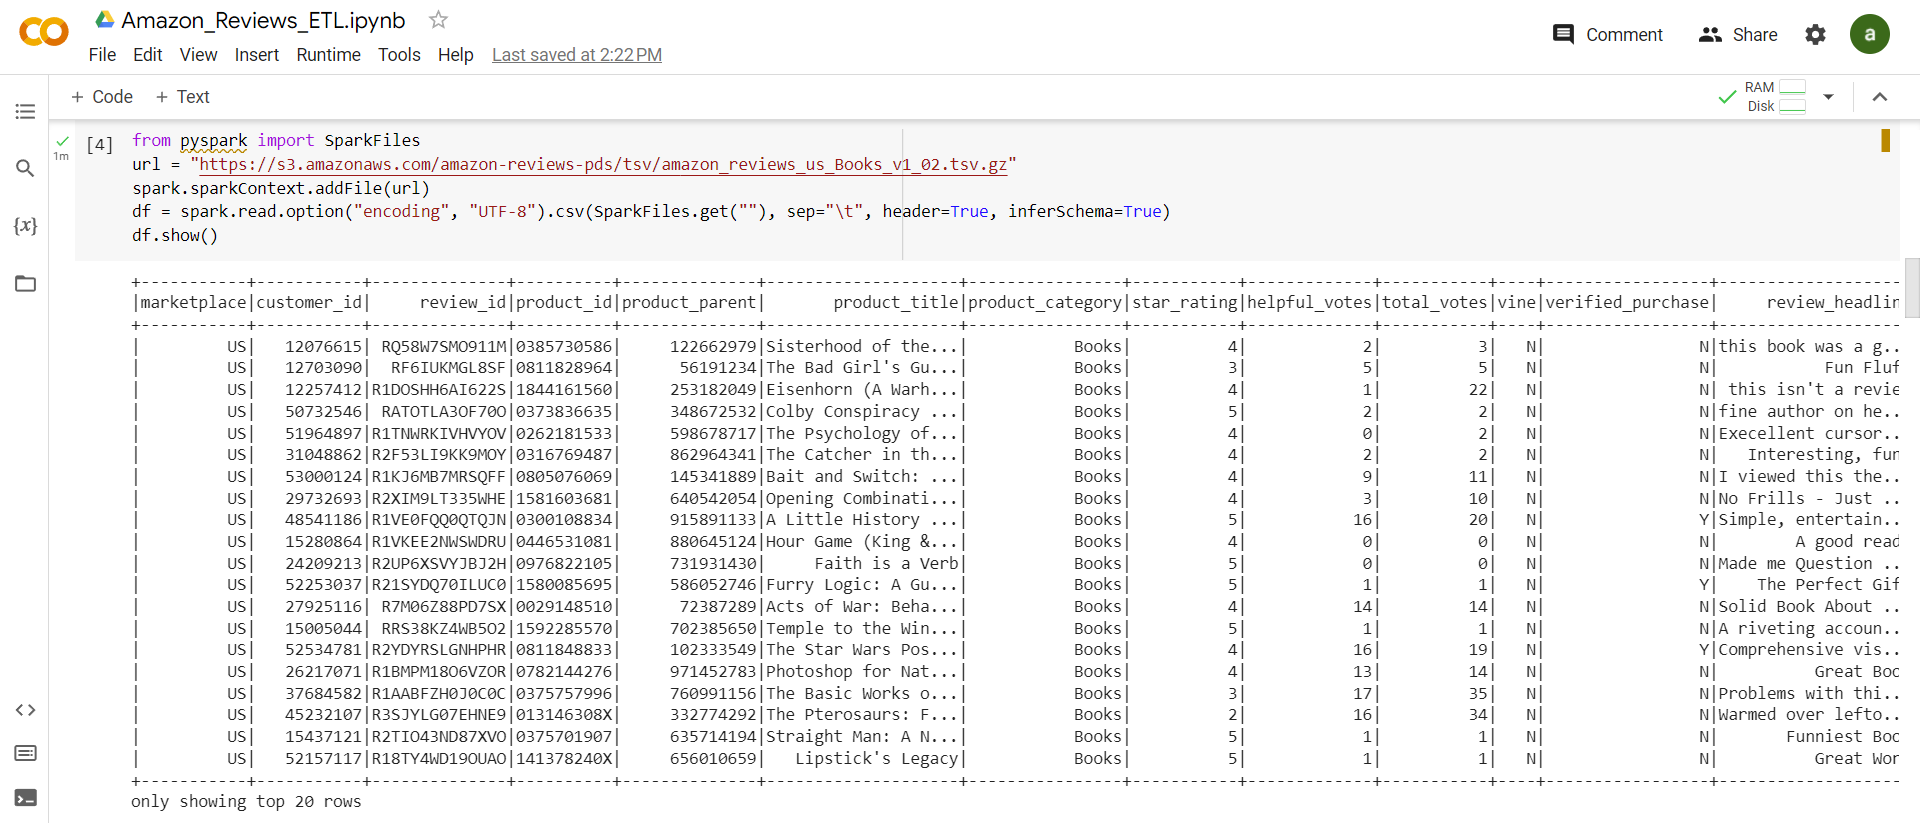 Amazon_Reviews_ETL.ipynb
File Edit View Insert Runtime Tools Help Last saved at 2:22 PM
Comment Share a
+ Code + Text
RAM
Disk
1m
[4] from pyspark import SparkFiles
url = "https://s3.amazonaws.com/amazon-reviews-pds/tsv/amazon_reviews_us_Books_v1_02.tsv.gz"
spark.sparkContext.addFile(url)
df = spark.read.option("encoding", "UTF-8").csv(SparkFiles.get(""), sep="\t", header=True, inferSchema=True)
df.show()
|marketplace|customer_id| review_id|product_id|product_parent| product_title|product_category|star_rating|helpful_votes|total_votes|vine|verified_purchase| review_headlin
| US| 12076615| RQ58W7SMO911M|0385730586| 122662979|Sisterhood of the...| Books| 4| 2| 3| N| N|this book was a g..
| US| 12703090| RF6IUKMGL8SF|0811828964| 56191234|The Bad Girl's Gu...| Books| 3| 5| 5| N| N| Fun Fluf
| US| 12257412|R1DOSHH6AI622S|1844161560| 253182049|Eisenhorn (A Warh...| Books| 4| 1| 22| N| N| this isn't a revie
| US| 50732546| RATOTLA3OF70O|0373836635| 348672532|Colby Conspiracy ...| Books| 5| 2| 2| N| N|fine author on he..
| US| 51964897|R1TNWRKIVHVYOV|0262181533| 598678717|The Psychology of...| Books| 4| 0| 2| N| N|Execellent cursor..
| US| 31048862|R2F53LI9KK9MOY|0316769487| 862964341|The Catcher in th...| Books| 4| 2| 2| N| N| Interesting, fun
| US| 53000124|R1KJ6MB7MRSQFF|0805076069| 145341889|Bait and Switch: ...| Books| 4| 9| 11| N| N|I viewed this the..
| US| 29732693|R2XIM9LT335WHE|1581603681| 640542054|Opening Combinati...| Books| 4| 3| 10| N| N|No Frills - Just ..
| US| 48541186|R1VE0FQQ0QTQJN|0300108834| 915891133|A Little History ...| Books| 5| 16| 20| N| Y|Simple, entertain..
| US| 15280864|R1VKEE2NWSWDRU|0446531081| 880645124|Hour Game (King &...| Books| 4| 0| 0| N| N| A good read
| US| 24209213|R2UP6XSVYJBJ2H|0976822105| 731931430| Faith is a Verb| Books| 5| 0| 0| N| N|Made me Question ..
| US| 52253037|R21SYDQ70ILUC0|1580085695| 586052746|Furry Logic: A Gu...| Books| 5| 1| 1| N| Y| The Perfect Gif
| US| 27925116| R7M06Z88PD7SX|0029148510| 72387289|Acts of War: Beha...| Books| 4| 14| 14| N| N|Solid Book About ..
| US| 15005044| RRS38KZ4WB5O2|1592285570| 702385650|Temple to the Win...| Books| 5| 1| 1| N| N|A riveting accoun..
| US| 52534781|R2YDYRSLGNHPHR|0811848833| 102333549|The Star Wars Pos...| Books| 4| 16| 19| N| Y|Comprehensive vis..
| US| 26217071|R1BMPM18O6VZOR|0782144276| 971452783|Photoshop for Nat...| Books| 4| 13| 14| N| N| Great Boo
| US| 37684582|R1AABFZH0J0C0C|0375757996| 760991156|The Basic Works o...| Books| 3| 17| 35| N| N|Problems with thi..
| US| 45232107|R3SJYLG07EHNE9|013146308X| 332774292|The Pterosaurs: F...| Books| 2| 16| 34| N| N|Warmed over lefto..
| US| 15437121|R2TIO43ND87XVO|0375701907| 635714194|Straight Man: A N...| Books| 5| 1| 1| N| N| Funniest Boo
| US| 52157117|R18TY4WD19OUAO|141378240X| 656010659| Lipstick's Legacy| Books| 5| 1| 1| N| N| Great Wor
only showing top 20 rows